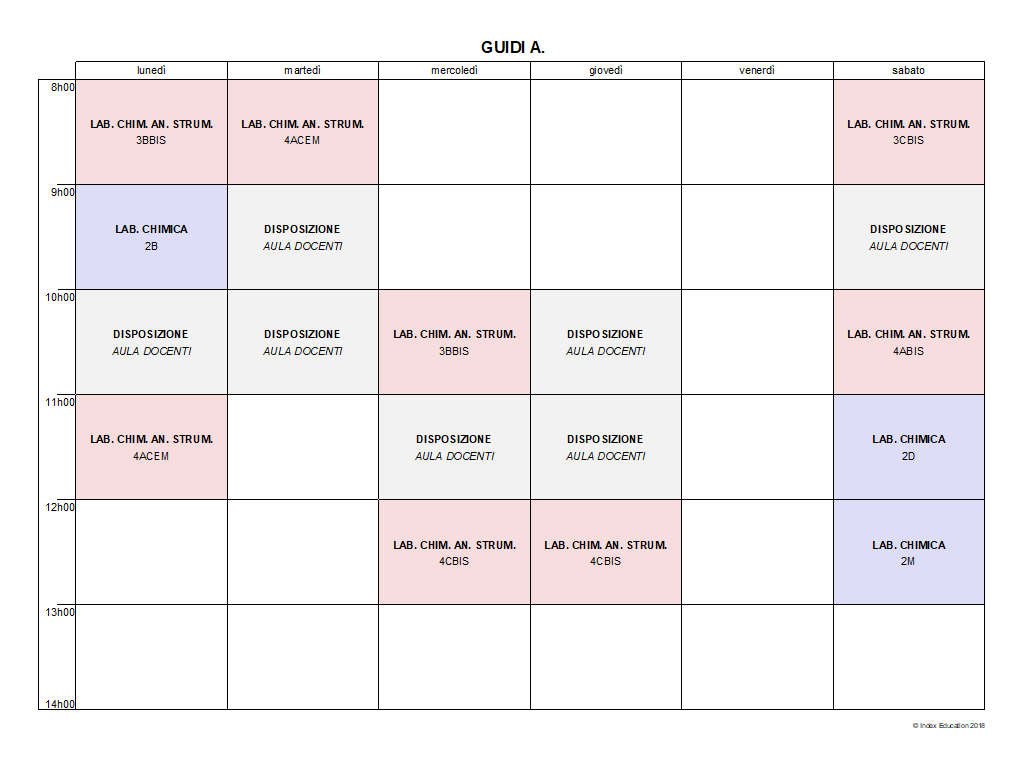 GUIDI A.
lunedì martedì mercoledì giovedì venerdì sabato
8h00
LAB. CHIM. AN. STRUM. LAB. CHIM. AN. STRUM. LAB. CHIM. AN. STRUM.
3BBIS 4ACEM 3CBIS
9h00
LAB. CHIMICA DISPOSIZIONE DISPOSIZIONE
2B AULA DOCENTI AULA DOCENTI
10h00
DISPOSIZIONE DISPOSIZIONE LAB. CHIM. AN. STRUM. DISPOSIZIONE LAB. CHIM. AN. STRUM.
AULA DOCENTI AULA DOCENTI 3BBIS AULA DOCENTI 4ABIS
11h00
LAB. CHIM. AN. STRUM. DISPOSIZIONE DISPOSIZIONE LAB. CHIMICA
4ACEM AULA DOCENTI AULA DOCENTI 2D
12h00
LAB. CHIM. AN. STRUM. LAB. CHIM. AN. STRUM. LAB. CHIMICA
4CBIS 4CBIS 2M
13h00
14h00
© Index Education 2018